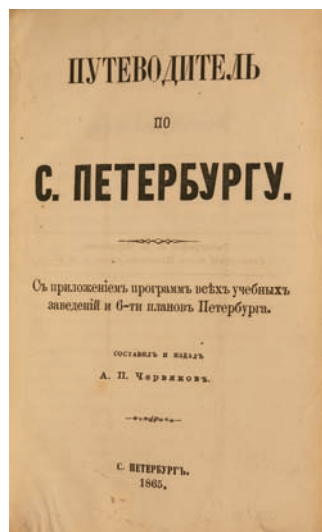 ПУТЕВОДИТЕЛЬ
ПО
С. ПЕТЕРБУРГУ.
Съ приложеніемъ программъ всѣхъ учебныхъ
заведеній и 6-ти плановъ Петербурга.
СОСТАВИЛЪ И ИЗДАЛЪ
А. П. Червяковъ.
С. ПЕТЕРБУРГЪ.
1865.